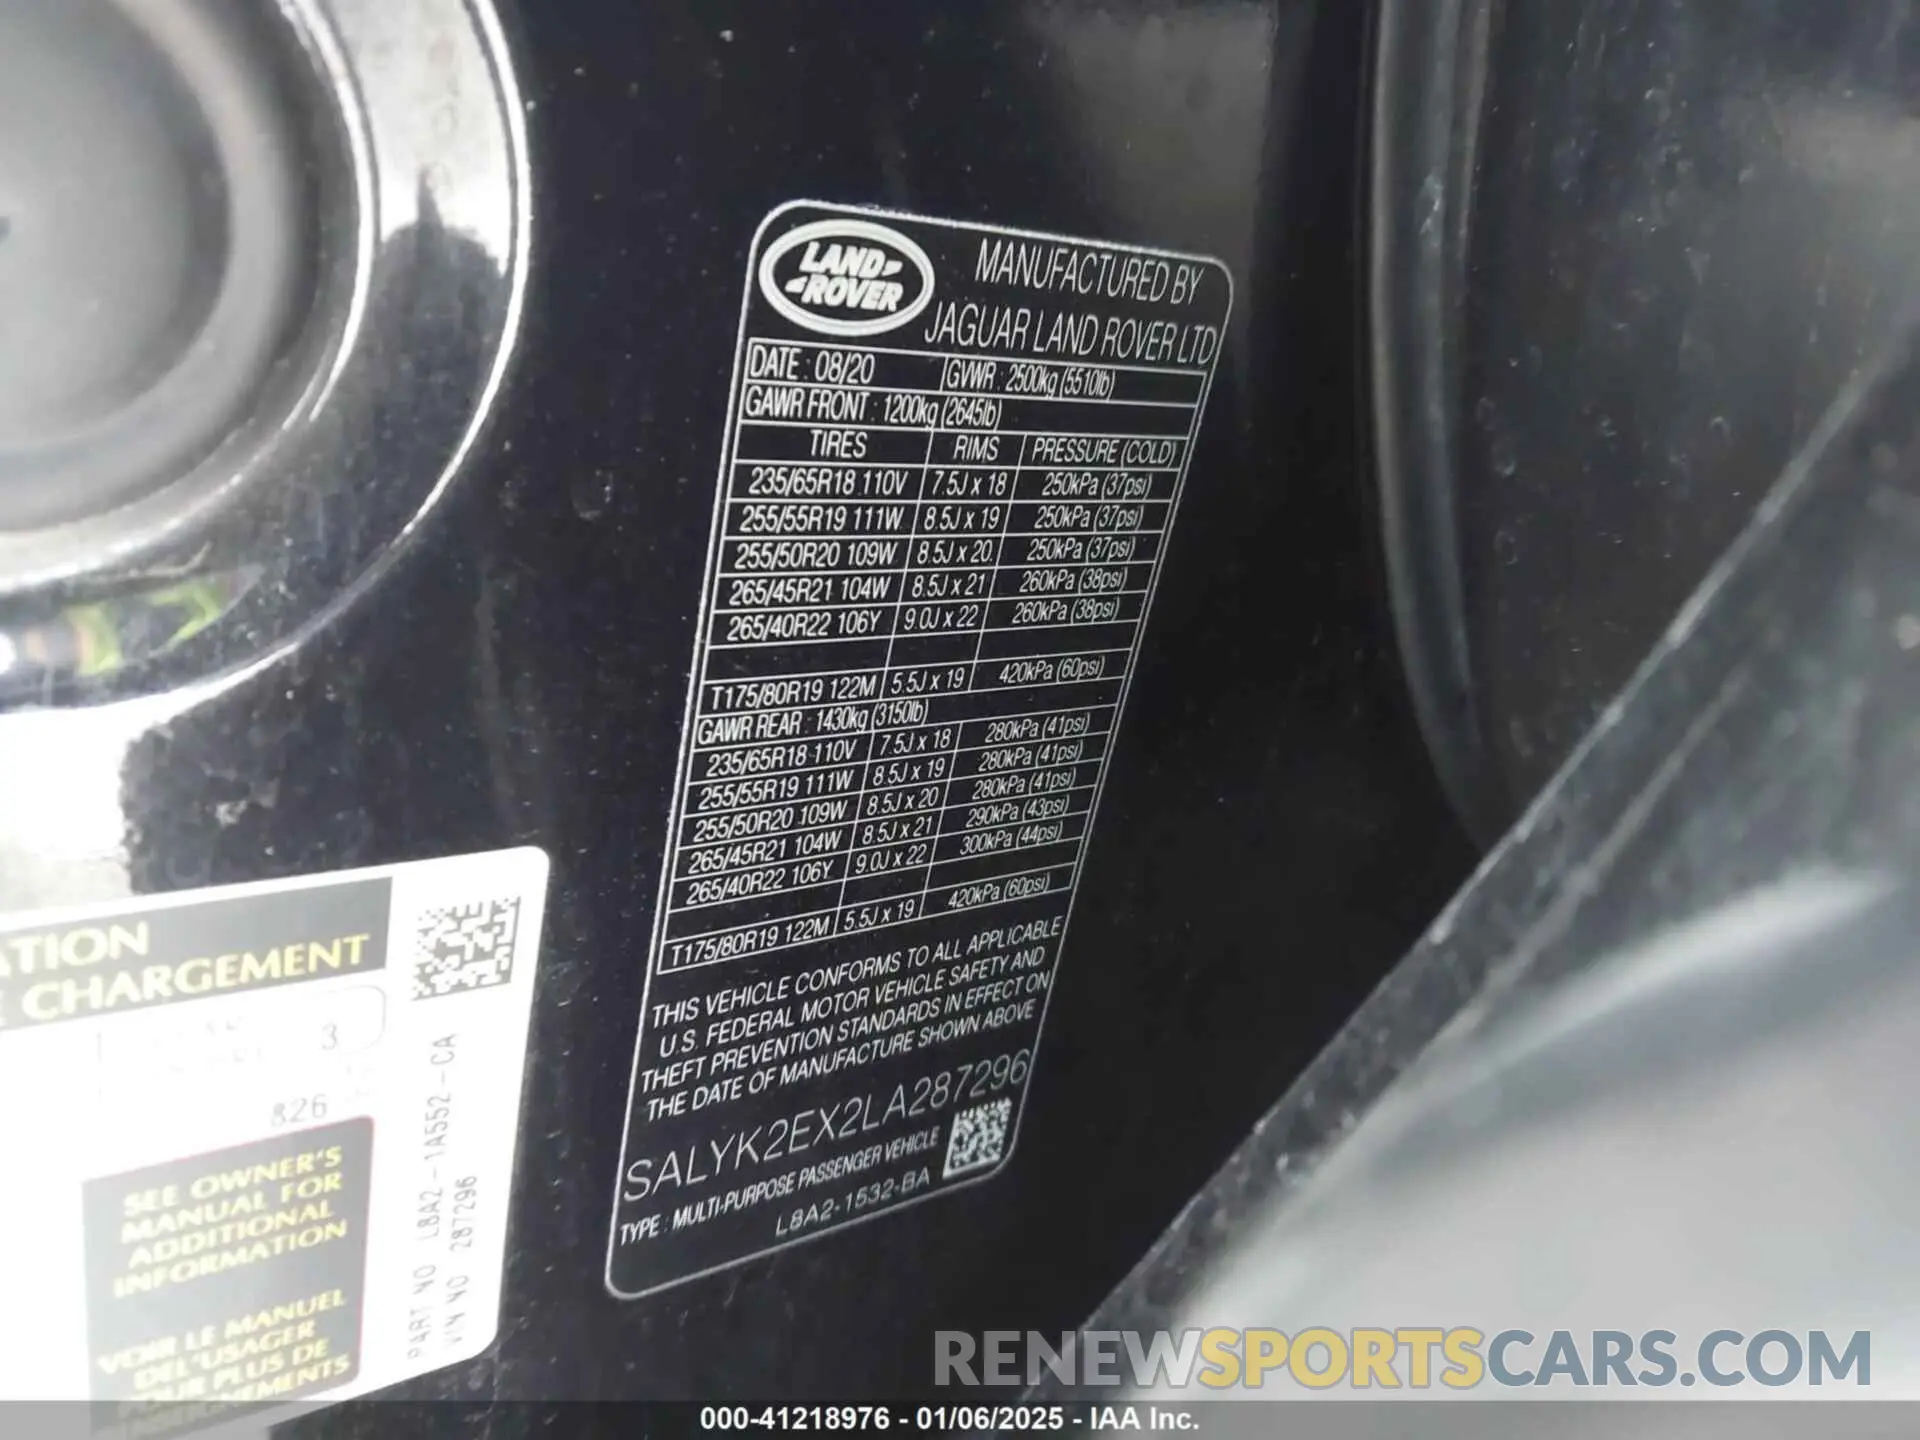 LAND
ROVER
MANUFACTURED BY
JAGUAR LAND ROVER LTD
DATE : 08/20 GVWR : 2500kg (5510lb)
GAWR FRONT : 1200kg (2645lb)
TIRES RIMS PRESSURE (COLD)
235/65R18 110V 7.5J x 18 250kPa (37psi)
255/55R19 111W 8.5J x 19 250kPa (37psi)
255/50R20 109W 8.5J x 20 250kPa (37psi)
265/45R21 104W 8.5J x 21 260kPa (38psi)
265/40R22 106Y 9.0J x 22 260kPa (38psi)
T175/80R19 122M 5.5J x 19 420kPa (60psi)
GAWR REAR : 1430kg (3150lb)
235/65R18 110V 7.5J x 18 280kPa (41psi)
255/55R19 111W 8.5J x 19 280kPa (41psi)
255/50R20 109W 8.5J x 20 280kPa (41psi)
265/45R21 104W 8.5J x 21 290kPa (43psi)
265/40R22 106Y 9.0J x 22 300kPa (44psi)
T175/80R19 122M 5.5J x 19 420kPa (60psi)
THIS VEHICLE CONFORMS TO ALL APPLICABLE
U.S. FEDERAL MOTOR VEHICLE SAFETY AND
THEFT PREVENTION STANDARDS IN EFFECT ON
THE DATE OF MANUFACTURE SHOWN ABOVE
SALYK2EX2LA287296
TYPE : MULTI-PURPOSE PASSENGER VEHICLE
L8A2-1532-BA
ATION
CHARGEMENT
3
826
SEE OWNER'S
MANUAL FOR
ADDITIONAL
INFORMATION
VOIR LE MANUEL
DEL'USAGER
POUR PLUS DE
PART NO L8A2-1A552-CA
VIN NO 287296
RENEWSPORTSCARS.COM
000-41218976 - 01/06/2025 - IAA Inc.